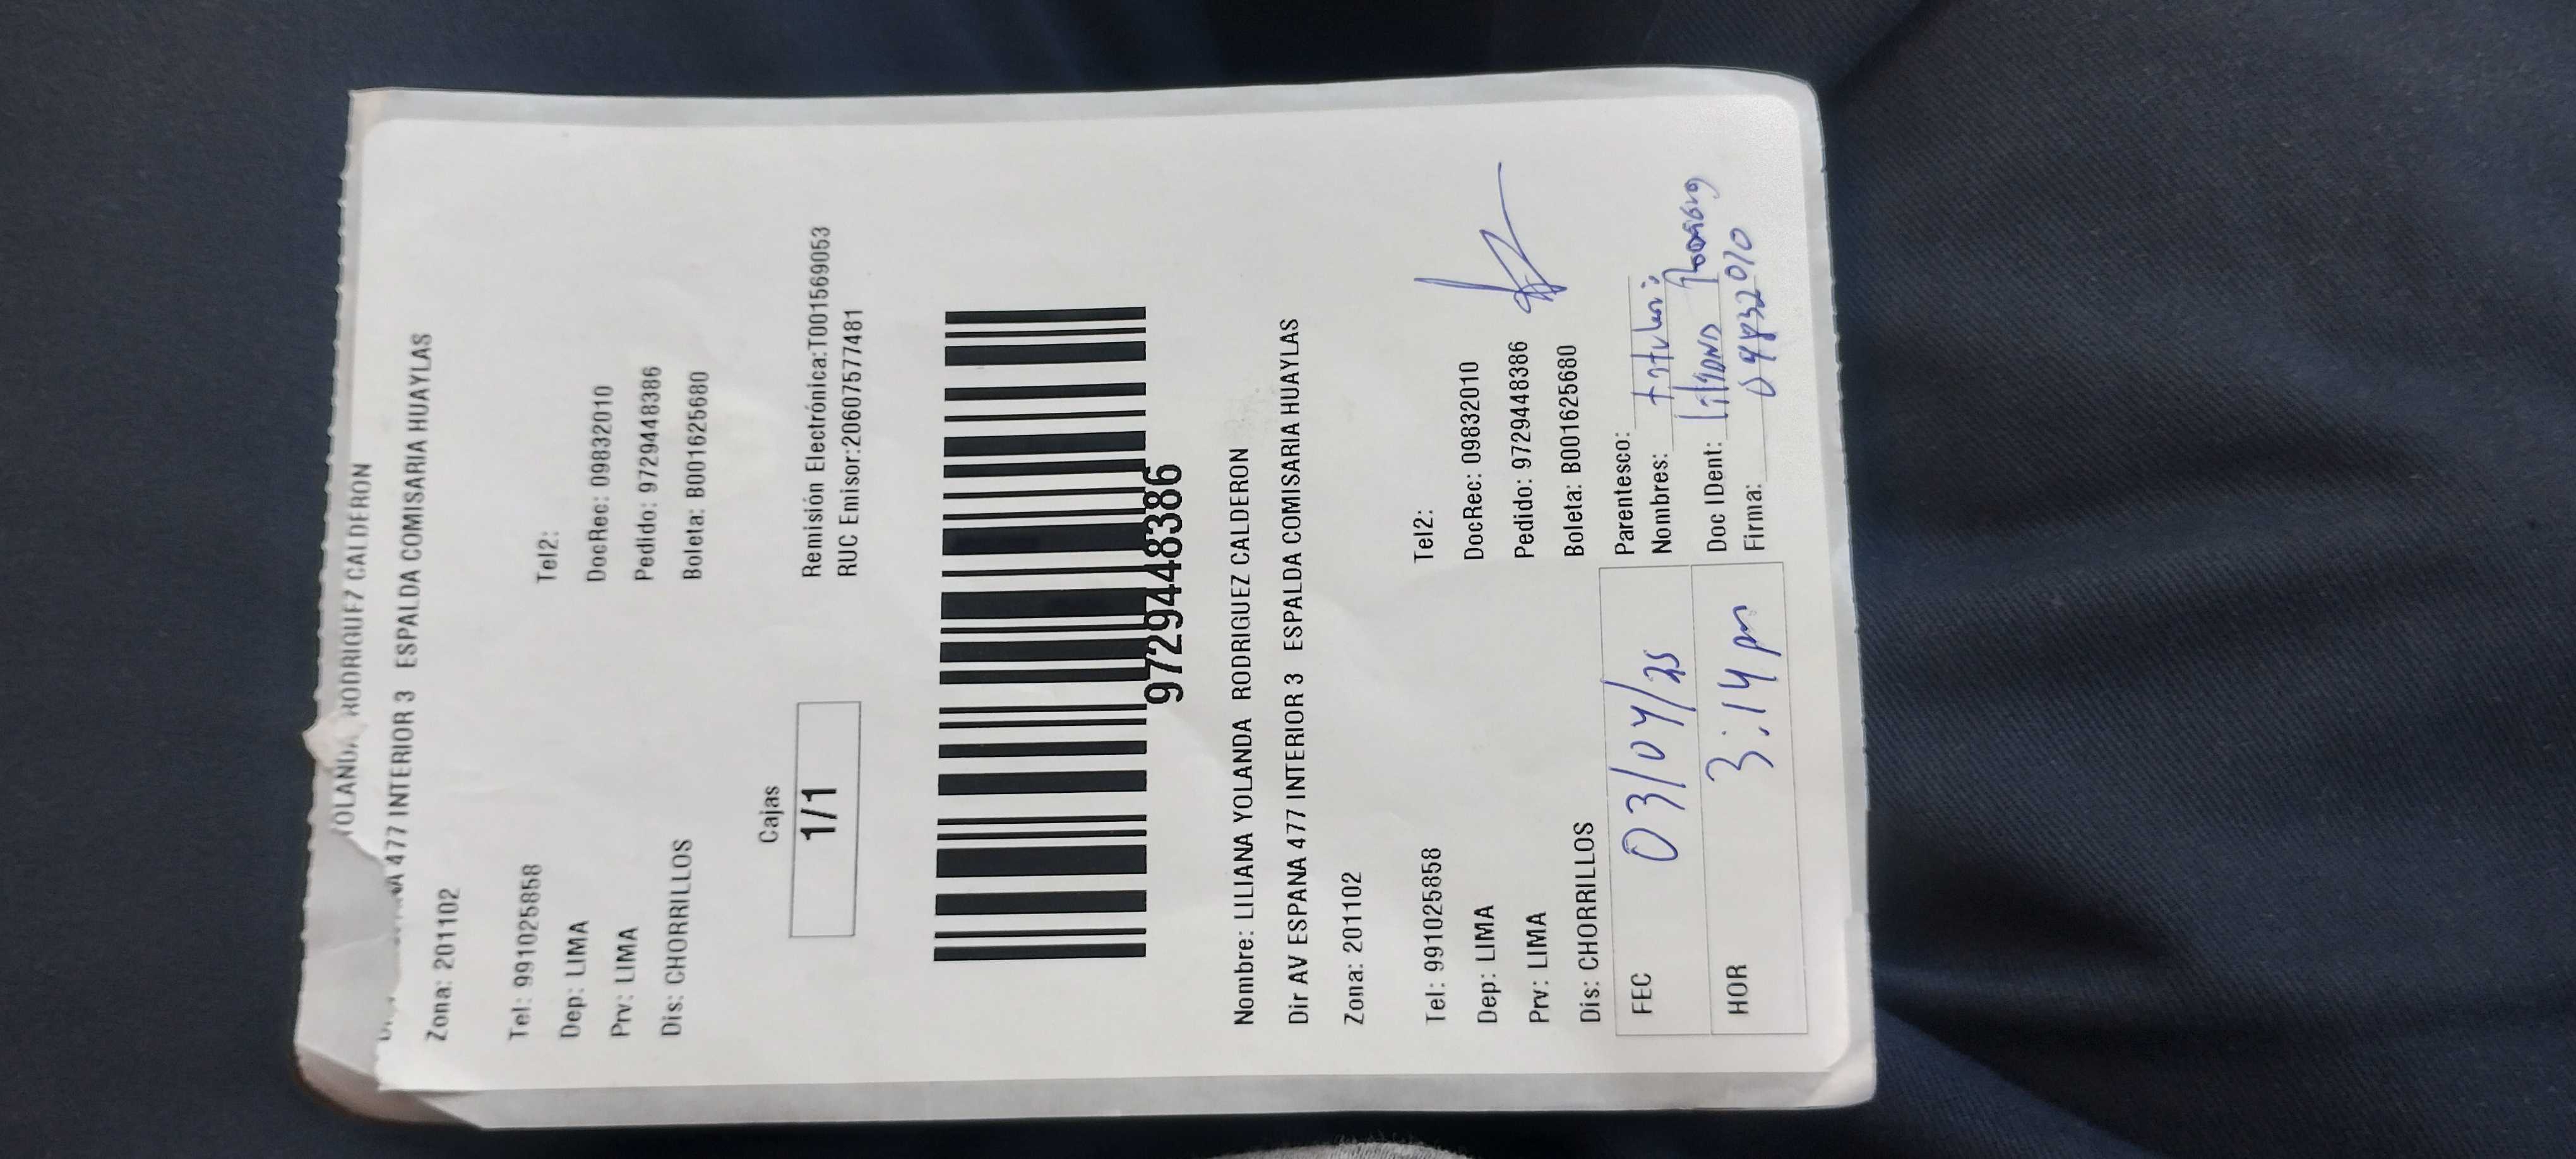 YOLANDA RODRIGUEZ CALDERON
477 INTERIOR 3 ESPALDA COMISARIA HUAYLAS
Zona: 201102
Tel: 991025858 Tel2:
Dep: LIMA DocRec: 09832010
Prv: LIMA Pedido: 9729448386
Dis: CHORRILLOS Boleta: B001625680
Cajas
1/1
Remisión Electrónica:T001569053
RUC Emisor:20607577481
9729448386
Nombre: LILIANA YOLANDA RODRIGUEZ CALDERON
Dir AV ESPANA 477 INTERIOR 3 ESPALDA COMISARIA HUAYLAS
Zona: 201102
Tel: 991025858 Tel2:
Dep: LIMA DocRec: 09832010
Prv: LIMA Pedido: 9729448386
Dis: CHORRILLOS Boleta: B001625680
FEC 03/04/25
HOR 3:14 pm
Parentesco:
Nombres:
Doc IDent: Liliana
Firma: 09832010